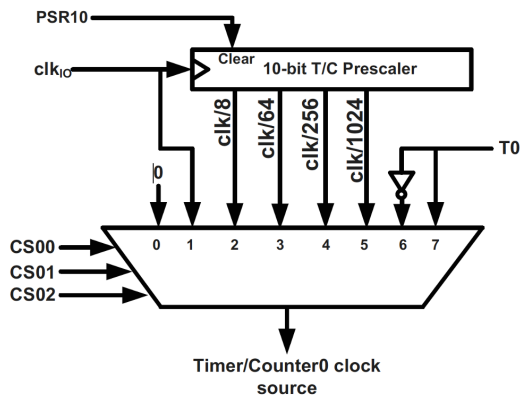 PSR10
Clear
clkIO
10-bit T/C Prescaler
clk/8
clk/64
clk/256
clk/1024
T0
0
0 1 2 3 4 5 6 7
CS00
CS01
CS02
Timer/Counter0 clock
source